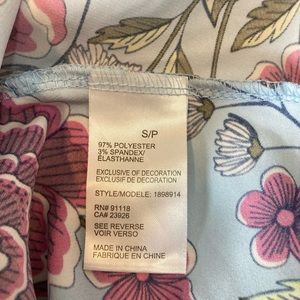 S/P
97% POLYESTER
3% SPANDEX/
ÉLASTHANNE
EXCLUSIVE OF DECORATION
EXCLUSIF DE DECORATION
STYLE/MODELE: 1898914
RN# 91118
CA# 23926
SEE REVERSE
VOIR VERSO
MADE IN CHINA
FABRIQUE EN CHINE